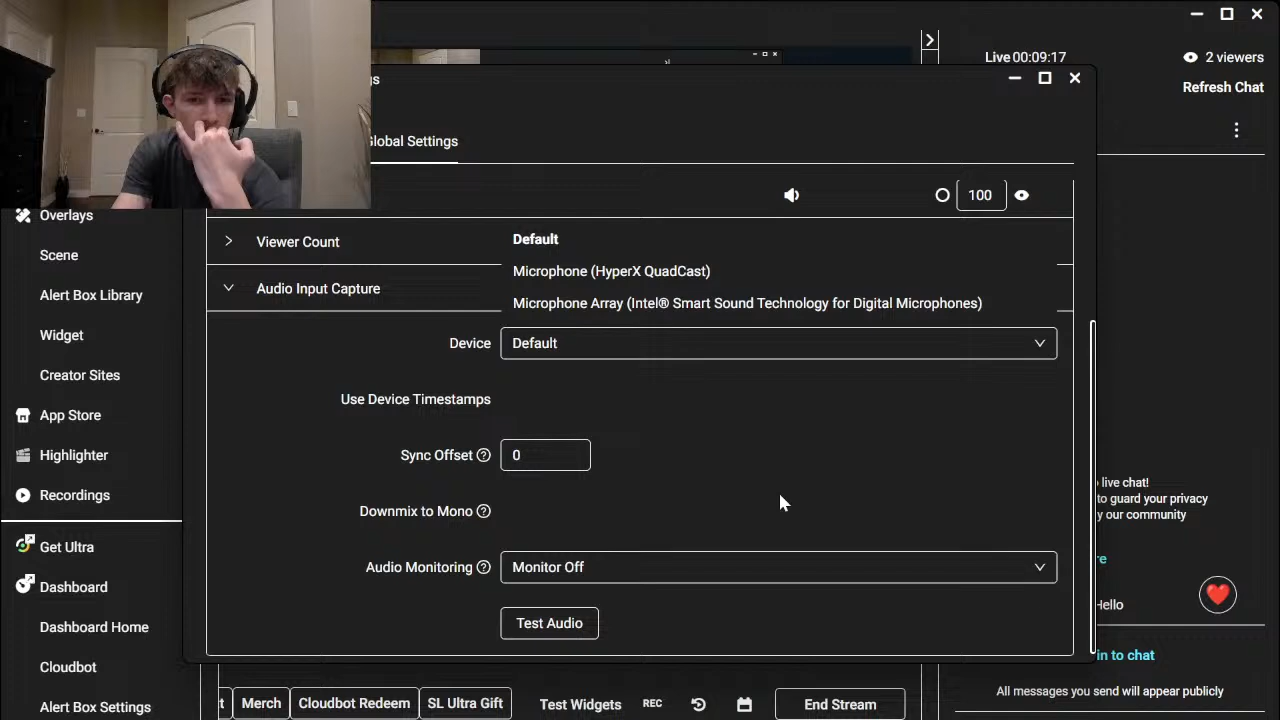 Live 00:09:17
2 viewers
Refresh Chat
gs
Global Settings
100
Overlays
Scene
Alert Box Library
Widget
Creator Sites
App Store
Highlighter
Recordings
Get Ultra
Dashboard
Dashboard Home
Cloudbot
Alert Box Settings
Viewer Count
Default
Microphone (HyperX QuadCast)
Audio Input Capture
Microphone Array (Intel® Smart Sound Technology for Digital Microphones)
Device
Default
Use Device Timestamps
Sync Offset
0
Downmix to Mono
Audio Monitoring
Monitor Off
Test Audio
live chat!
to guard your privacy
y our community
re
Hello
in to chat
All messages you send will appear publicly
t
Merch
Cloudbot Redeem
SL Ultra Gift
Test Widgets
REC
End Stream